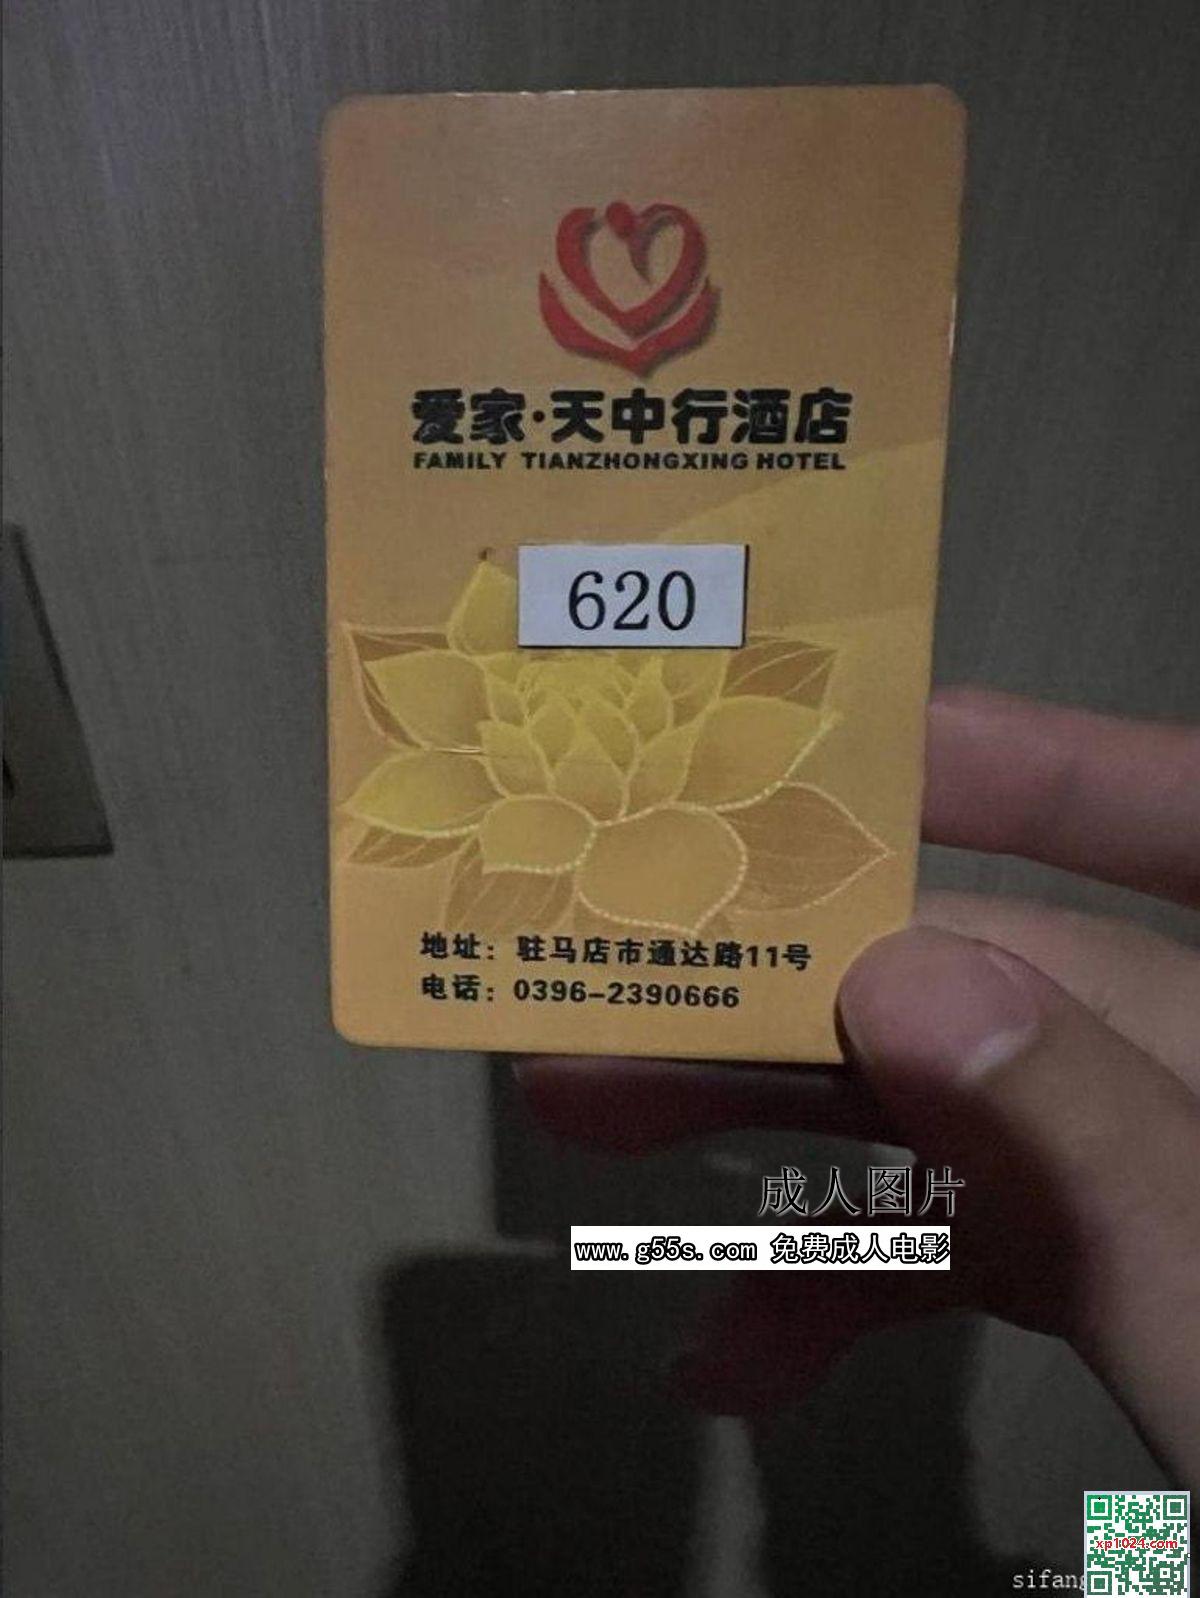 爱家·天中行酒店
FAMILY TIANZHONGXING HOTEL
620
地址：驻马店市通达路11号
电话：0396-2390666
成人图片
www.g55s.com 免费成人电影
xp1024.com
sifang